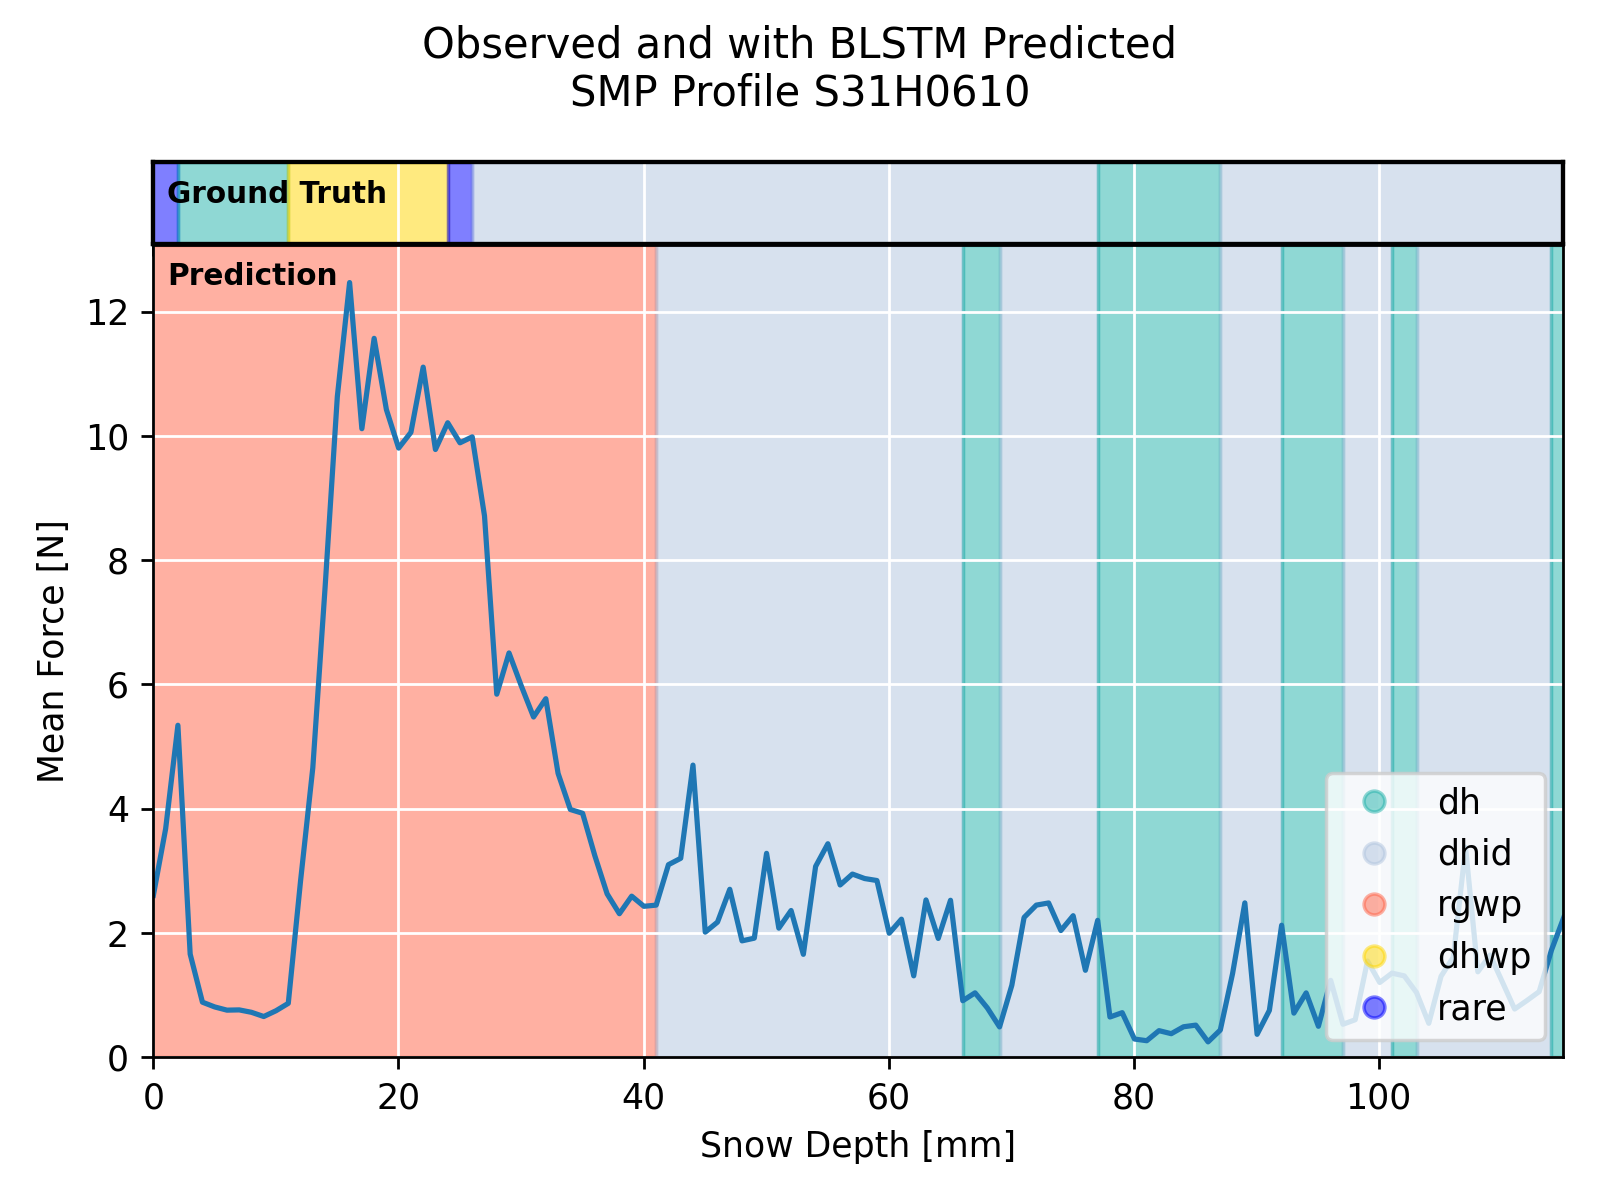 Observed and with BLSTM Predicted
SMP Profile S31H0610
Ground Truth
Prediction
12
10
8
6
4
2
0
Mean Force [N]
dh
dhid
rgwp
dhwp
rare
0 20 40 60 80 100
Snow Depth [mm]